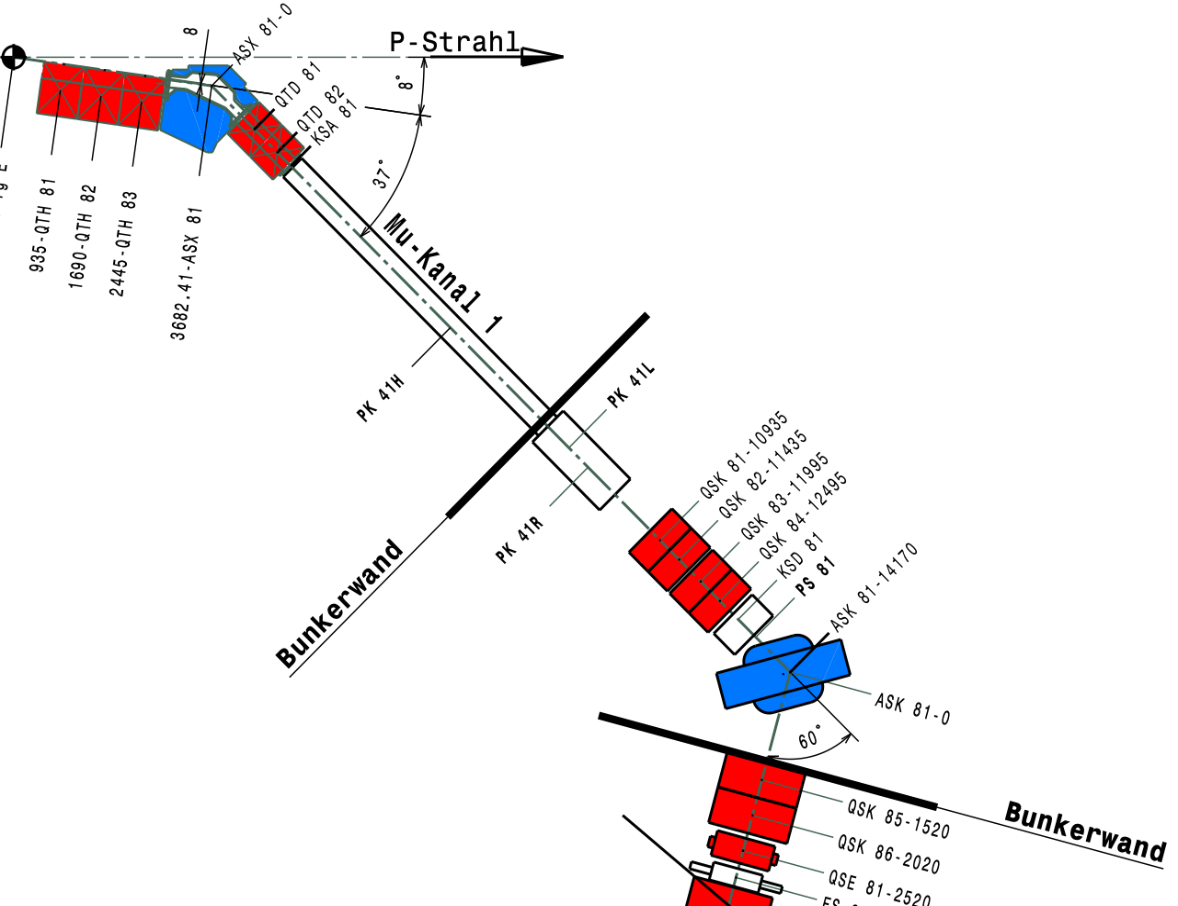 8
ASX 81-0
P-Strahl
QTD 81
QTD 82
KSA 81
8°
37°
935-QTH 81
1690-QTH 82
2445-QTH 83
3682.41-ASX 81
Mu-Kanal 1
PK 41H
PK 41L
PK 41R
Bunkerwand
QSK 81-10935
QSK 82-11435
QSK 83-11995
QSK 84-12495
KSD 81
PS 81
ASK 81-14170
ASK 81-0
60°
QSK 85-1520
Bunkerwand
QSK 86-2020
QSE 81-2520